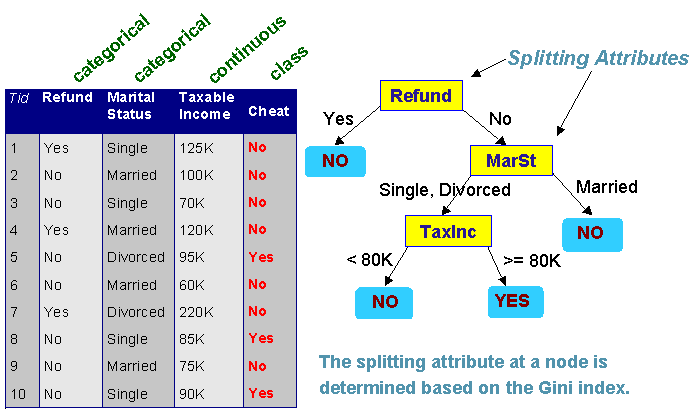 categorical
categorical
continuous
class
Tid Refund Marital Status Taxable Income Cheat
1 Yes Single 125K No
2 No Married 100K No
3 No Single 70K No
4 Yes Married 120K No
5 No Divorced 95K Yes
6 No Married 60K No
7 Yes Divorced 220K No
8 No Single 85K Yes
9 No Married 75K No
10 No Single 90K Yes
Splitting Attributes
Refund
Yes No
NO MarSt
Single, Divorced Married
TaxInc NO
< 80K >= 80K
NO YES
The splitting attribute at a node is
determined based on the Gini index.